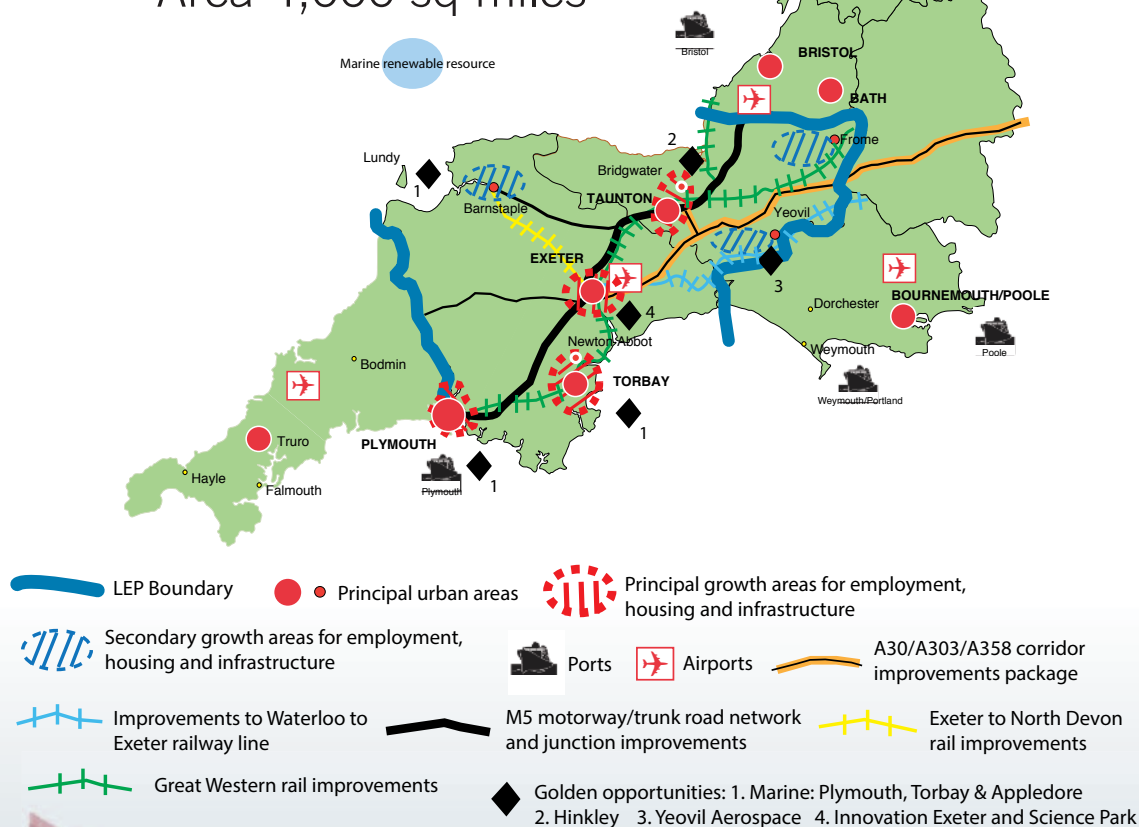 Area 4,000 sq miles
Bristol
BRISTOL
Marine renewable resource
BATH
2
Frome
Lundy
Bridgwater
1
TAUNTON
Barnstaple
Yeovil
EXETER
3
BOURNEMOUTH/POOLE
Dorchester
4
Newton Abbot
Weymouth
Poole
Bodmin
TORBAY
Weymouth/Portland
1
PLYMOUTH
Truro
Hayle
Plymouth
1
Falmouth
LEP Boundary
Principal urban areas
Principal growth areas for employment,
housing and infrastructure
Secondary growth areas for employment,
housing and infrastructure
Ports
Airports
A30/A303/A358 corridor
improvements package
Improvements to Waterloo to
Exeter railway line
M5 motorway/trunk road network
and junction improvements
Exeter to North Devon
rail improvements
Great Western rail improvements
Golden opportunities: 1. Marine: Plymouth, Torbay & Appledore
2. Hinkley 3. Yeovil Aerospace 4. Innovation Exeter and Science Park